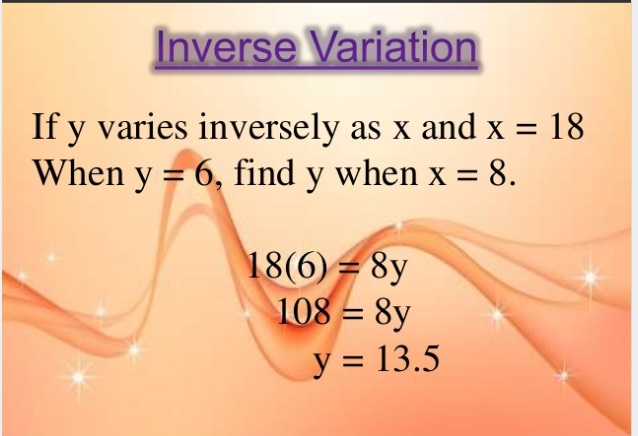 Inverse Variation
If y varies inversely as x and x = 18
When y = 6, find y when x = 8.
18(6) = 8y
108 = 8y
y = 13.5